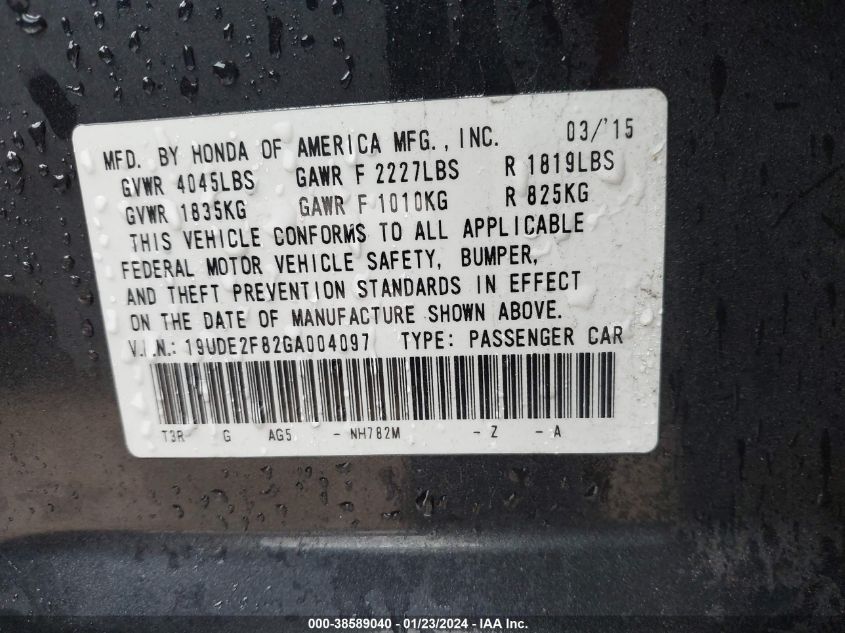 MFD. BY HONDA OF AMERICA MFG., INC. 03/'15
GVWR 4045LBS GAWR F 2227LBS R 1819LBS
GVWR 1835KG GAWR F 1010KG R 825KG
THIS VEHICLE CONFORMS TO ALL APPLICABLE
FEDERAL MOTOR VEHICLE SAFETY, BUMPER,
AND THEFT PREVENTION STANDARDS IN EFFECT
ON THE DATE OF MANUFACTURE SHOWN ABOVE.
V.I.N.: 19UDE2F82GA004097 TYPE: PASSENGER CAR
T3R G AG5 - NH782M - Z - A
000-38589040 - 01/23/2024 - IAA Inc.